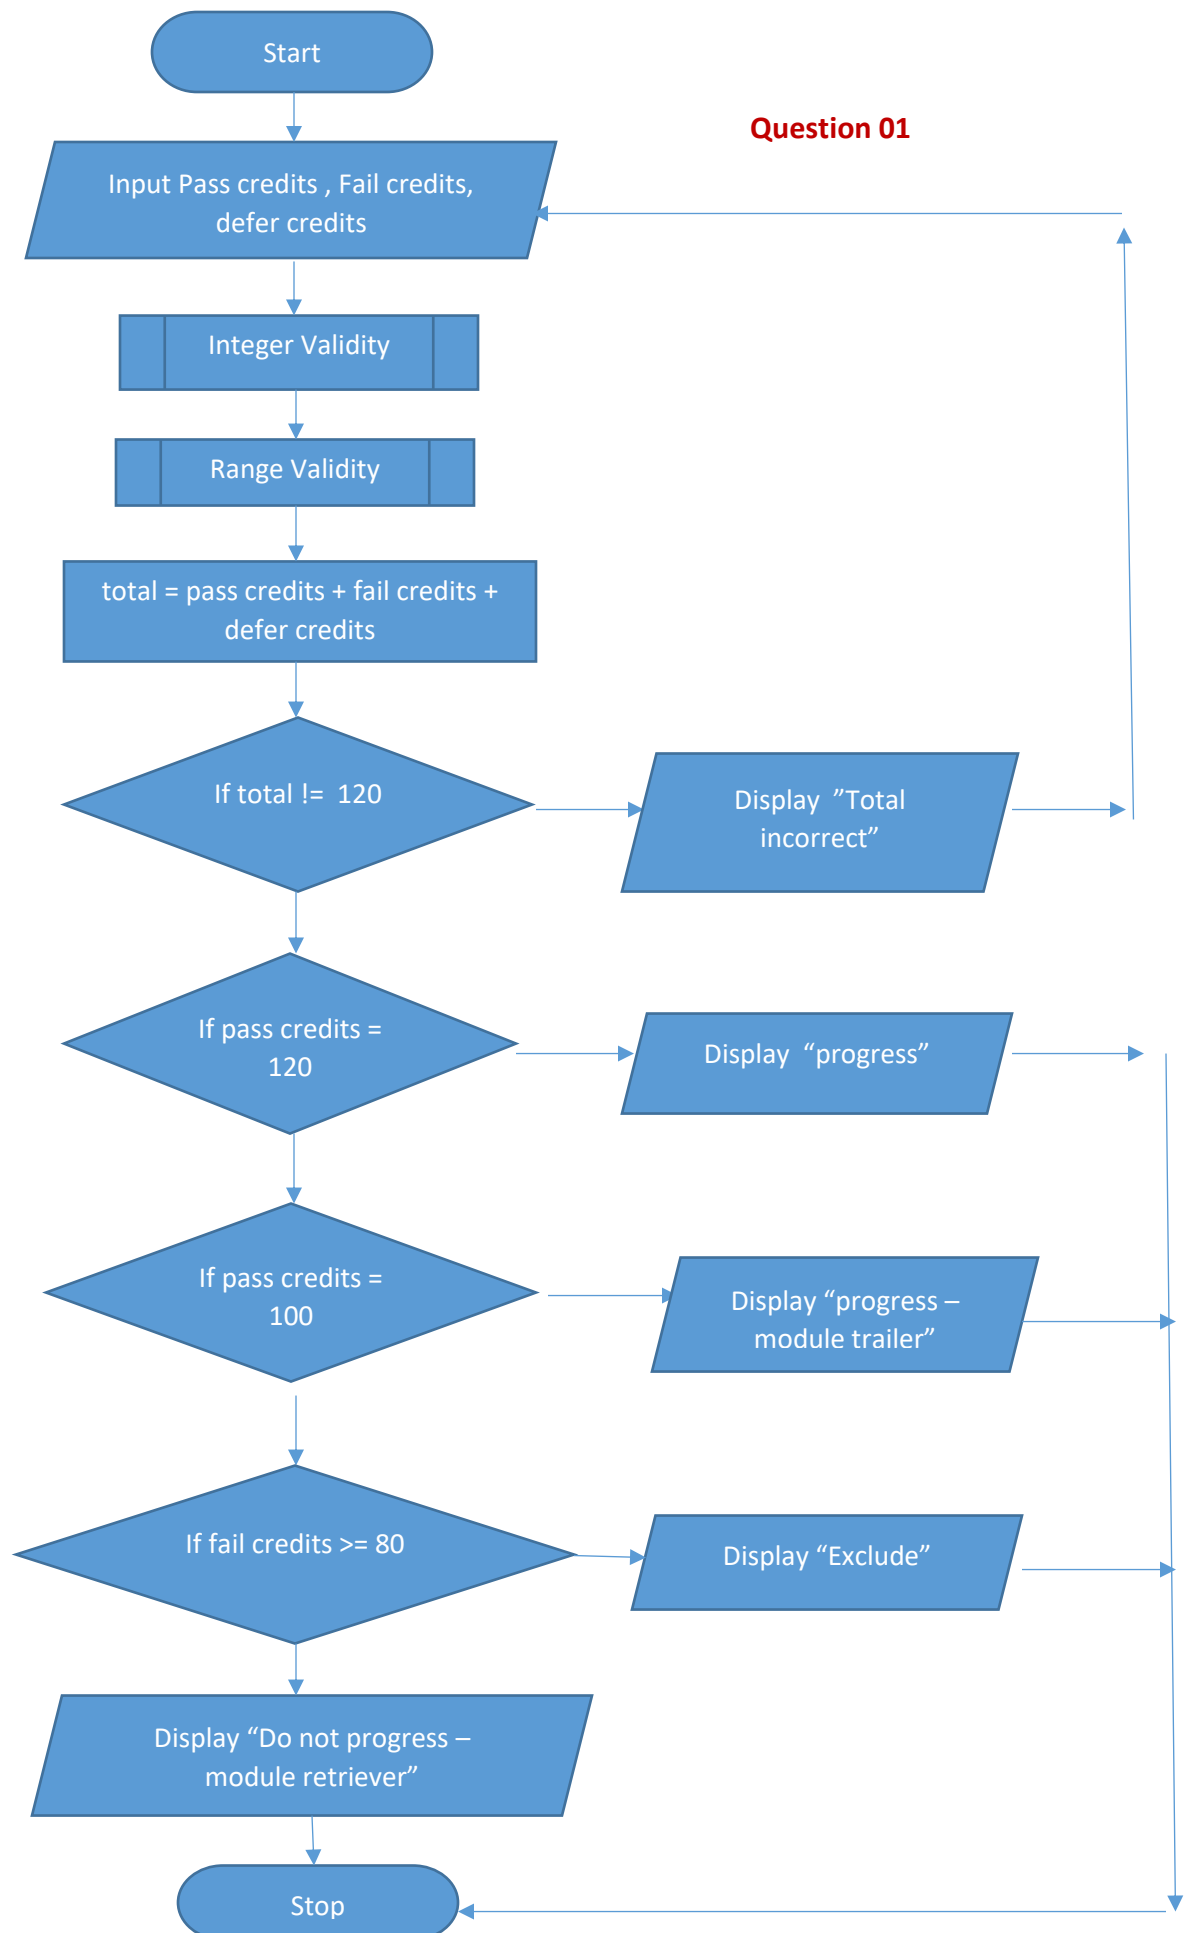 Start
Question 01
Input Pass credits , Fail credits,
defer credits
Integer Validity
Range Validity
total = pass credits + fail credits +
defer credits
If total != 120
Display ”Total
incorrect”
If pass credits =
120
Display “progress”
If pass credits =
100
Display “progress –
module trailer”
If fail credits >= 80
Display “Exclude”
Display “Do not progress –
module retriever”
Stop